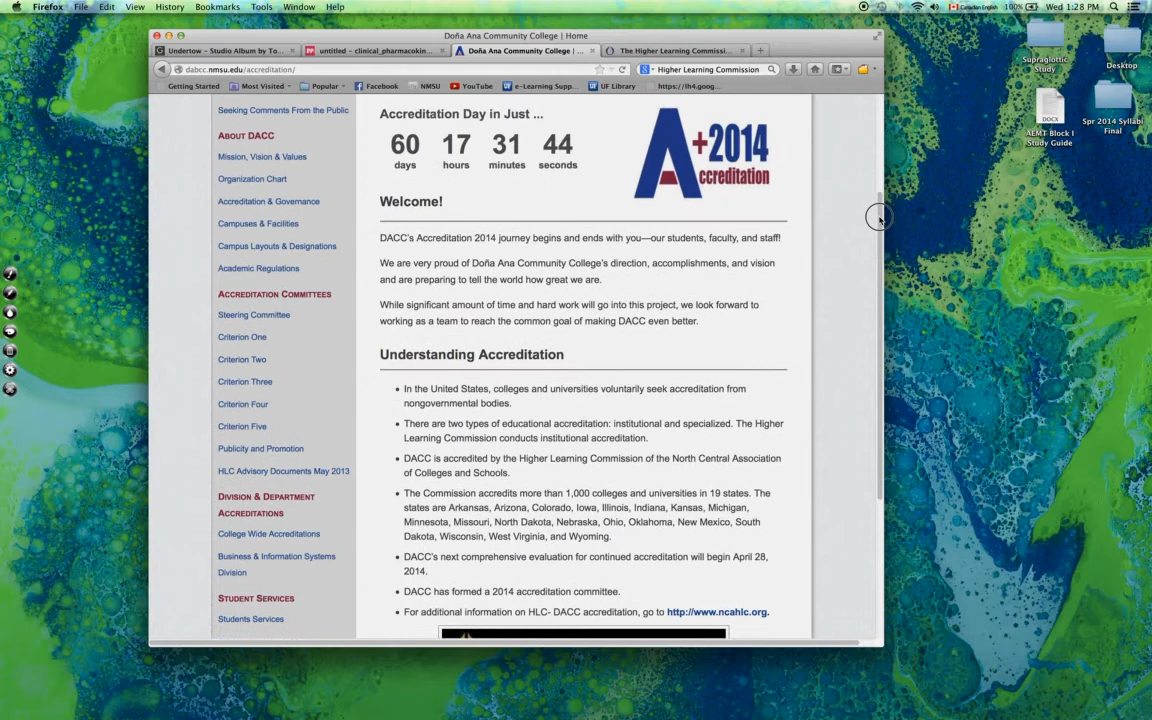 Firefox File Edit View History Bookmarks Tools Window Help
Canadian English 100% Wed 1:28 PM
Doña Ana Community College | Home
Undertow – Studio Album by To...
untitled – clinical_pharmacokin...
Doña Ana Community College | ...
The Higher Learning Commissi...
dabcc.nmsu.edu/accreditation/
Higher Learning Commission
Getting Started Most Visited Popular Facebook NMSU YouTube e-Learning Supp... UF Library https://lh4.goog...
Supraglottic Study
Desktop
DOCX
AEMT Block I Study Guide
Spr 2014 Syllabi Final
Seeking Comments From the Public
ABOUT DACC
Mission, Vision & Values
Organization Chart
Accreditation & Governance
Campuses & Facilities
Campus Layouts & Designations
Academic Regulations
ACCREDITATION COMMITTEES
Steering Committee
Criterion One
Criterion Two
Criterion Three
Criterion Four
Criterion Five
Publicity and Promotion
HLC Advisory Documents May 2013
DIVISION & DEPARTMENT
ACCREDITATIONS
College Wide Accreditations
Business & Information Systems
Division
STUDENT SERVICES
Students Services
Accreditation Day in Just ...
60 17 31 44
days hours minutes seconds
A+2014
ccreditation
Welcome!
DACC's Accreditation 2014 journey begins and ends with you—our students, faculty, and staff!
We are very proud of Doña Ana Community College's direction, accomplishments, and vision
and are preparing to tell the world how great we are.
While significant amount of time and hard work will go into this project, we look forward to
working as a team to reach the common goal of making DACC even better.
Understanding Accreditation
• In the United States, colleges and universities voluntarily seek accreditation from
nongovernmental bodies.
• There are two types of educational accreditation: institutional and specialized. The Higher
Learning Commission conducts institutional accreditation.
• DACC is accredited by the Higher Learning Commission of the North Central Association
of Colleges and Schools.
• The Commission accredits more than 1,000 colleges and universities in 19 states. The
states are Arkansas, Arizona, Colorado, Iowa, Illinois, Indiana, Kansas, Michigan,
Minnesota, Missouri, North Dakota, Nebraska, Ohio, Oklahoma, New Mexico, South
Dakota, Wisconsin, West Virginia, and Wyoming.
• DACC's next comprehensive evaluation for continued accreditation will begin April 28,
2014.
• DACC has formed a 2014 accreditation committee.
• For additional information on HLC- DACC accreditation, go to http://www.ncahlc.org.